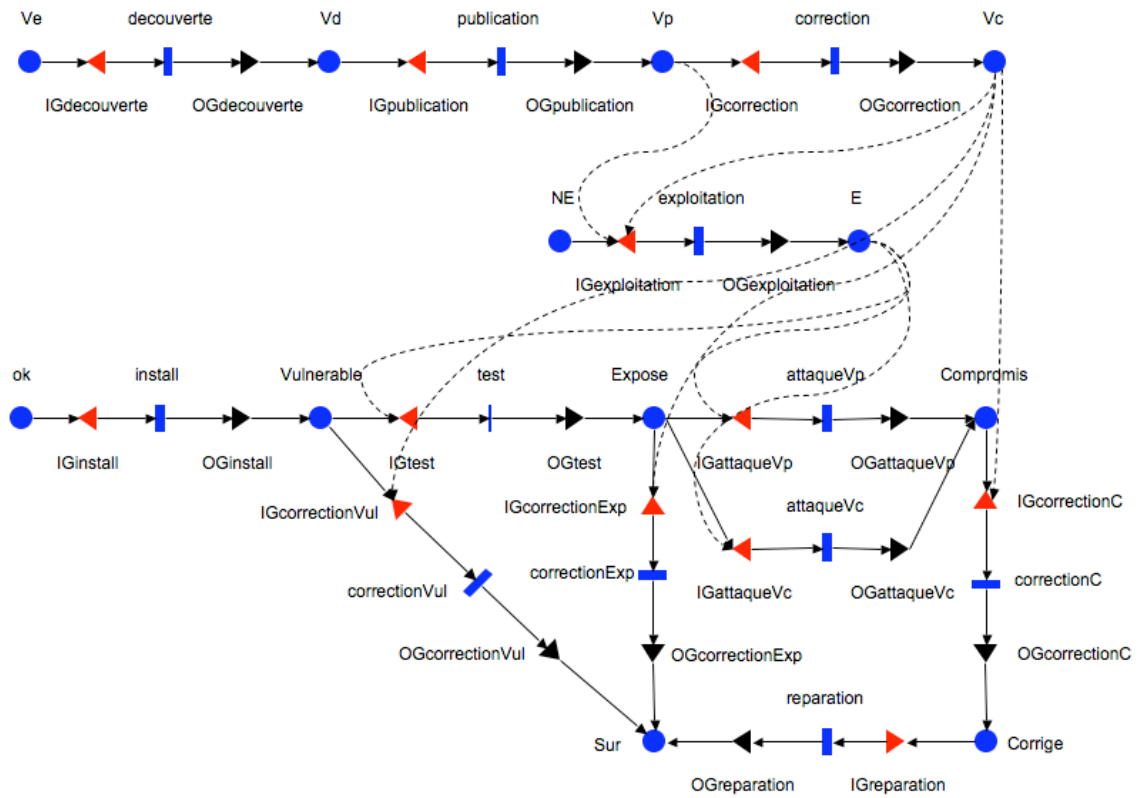 Ve decouverte Vd publication Vp correction Vc
IGdecouverte OGdecouverte IGpublication OGpublication IGcorrection OGcorrection
NE exploitation E
IGexploitation OGexploitation
ok install Vulnerable test Expose attaqueVp Compromis
IGinstall OGinstall IGtest OGtest IGattaqueVp OGattaqueVp
IGcorrectionVul IGcorrectionExp attaqueVc IGcorrectionC
correctionVul correctionExp IGattaqueVc OGattaqueVc correctionC
OGcorrectionVul OGcorrectionExp OGcorrectionC
reparation
Sur Corrige
OGreparation IGreparation